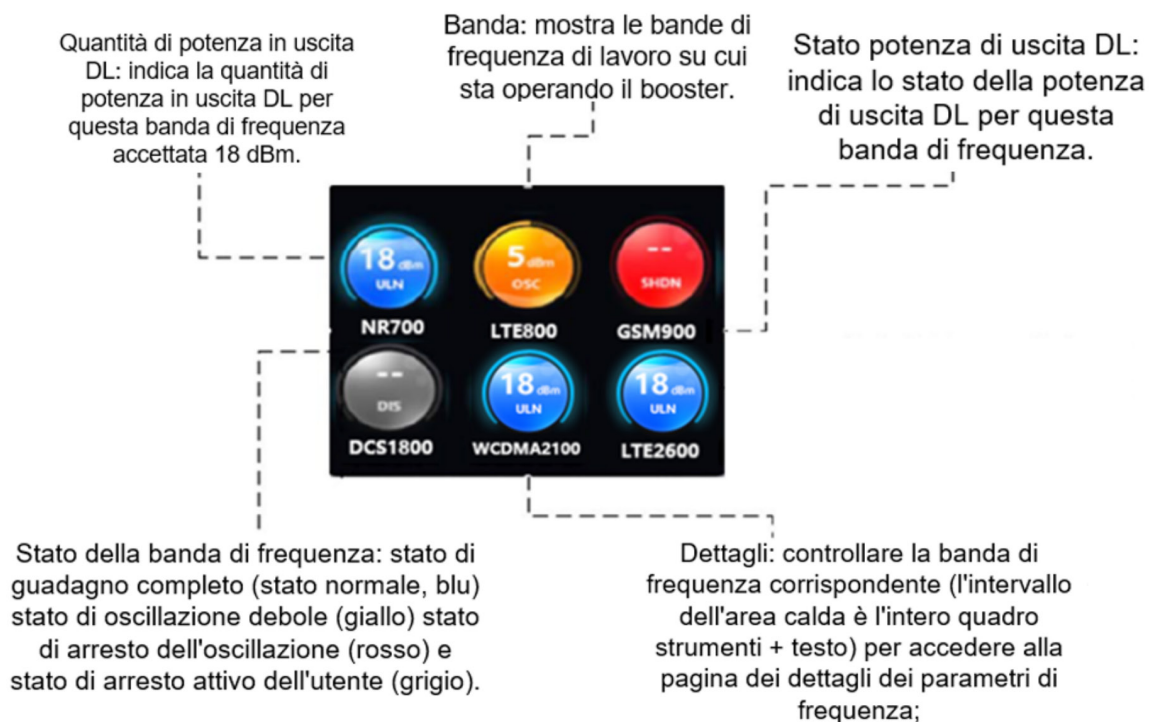 Quantità di potenza in uscita
DL: indica la quantità di
potenza in uscita DL per
questa banda di frequenza
accettata 18 dBm.
Banda: mostra le bande di
frequenza di lavoro su cui
sta operando il booster.
Stato potenza di uscita DL:
indica lo stato della potenza
di uscita DL per questa
banda di frequenza.
18 dBm
ULN
NR700
5 dBm
OSC
LTE800
--
SHDN
GSM900
--
DIS
DCS1800
18 dBm
ULN
WCDMA2100
18 dBm
ULN
LTE2600
Stato della banda di frequenza: stato di
guadagno completo (stato normale, blu)
stato di oscillazione debole (giallo) stato
di arresto dell'oscillazione (rosso) e
stato di arresto attivo dell'utente (grigio).
Dettagli: controllare la banda di
frequenza corrispondente (l'intervallo
dell'area calda è l'intero quadro
strumenti + testo) per accedere alla
pagina dei dettagli dei parametri di
frequenza;